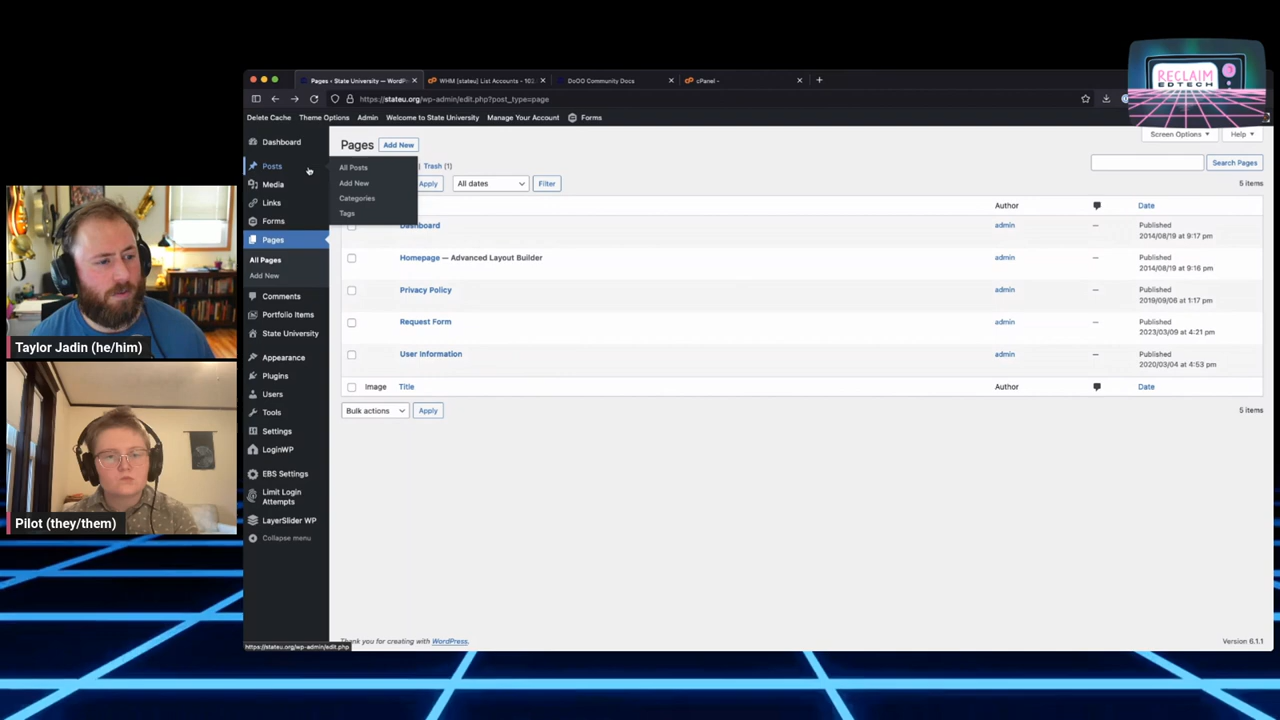 RECLAIM
EDTECH
Pages ‹ State University — WordPr
WHM [stateu] List Accounts - 10
DoOO Community Docs
cPanel -
https://stateu.org/wp-admin/edit.php?post_type=page
Delete Cache
Theme Options
Admin
Welcome to State University
Manage Your Account
Forms
Dashboard
Posts
Media
Links
Forms
Pages
All Pages
Add New
Comments
Portfolio Items
State University
Appearance
Plugins
Users
Tools
Settings
LoginWP
EBS Settings
Limit Login
Attempts
LayerSlider WP
Collapse menu
All Posts
Add New
Categories
Tags
Pages
Add New
Screen Options
Help
| Trash (1)
Search Pages
Apply
All dates
Filter
5 items
Author
Date
Dashboard
admin
—
Published
2014/08/19 at 9:17 pm
Homepage — Advanced Layout Builder
admin
—
Published
2014/08/19 at 9:16 pm
Privacy Policy
admin
—
Published
2019/09/06 at 1:17 pm
Request Form
admin
—
Published
2023/03/09 at 4:21 pm
User Information
admin
—
Published
2020/03/04 at 4:53 pm
Image
Title
Author
Date
Bulk actions
Apply
5 items
Thank you for creating with WordPress.
Version 6.1.1
https://stateu.org/wp-admin/edit.php
Taylor Jadin (he/him)
Pilot (they/them)